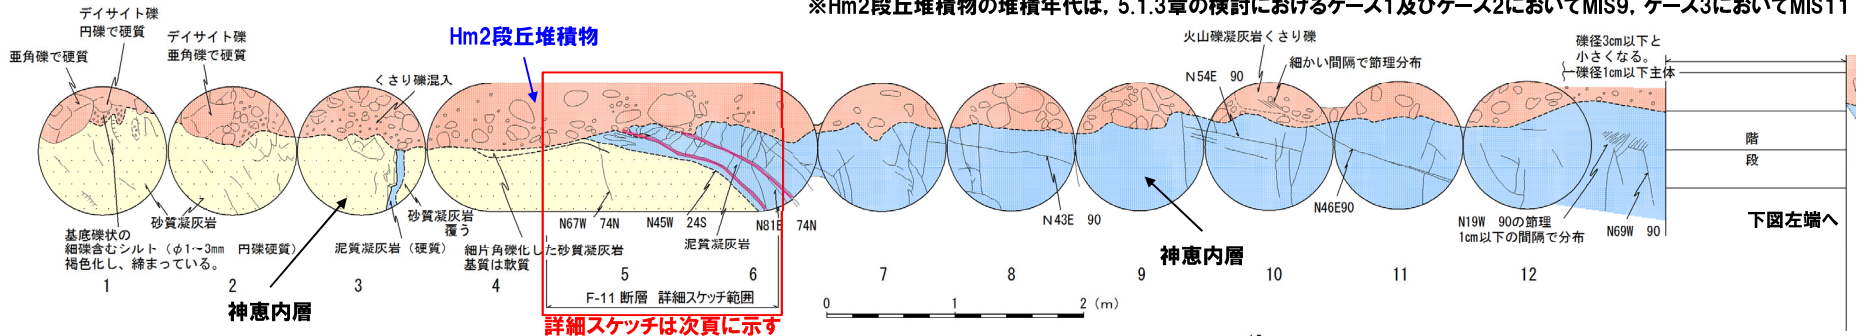 ※Hm2段丘堆積物の堆積年代は，5.1.3章の検討におけるケース1及びケース2においてMIS9，ケース3においてMIS11
デイサイト礫
円礫で硬質
亜角礫で硬質
デイサイト礫
亜角礫で硬質
くさり礫混入
Hm2段丘堆積物
火山礫凝灰岩くさり礫
細かい間隔で節理分布
N54E 90
礫径3cm以下と
小さくなる。
礫径1cm以下主体
階
段
砂質凝灰岩
基底礫状の
細礫含むシルト（φ1～3mm 円礫硬質）
褐色化し、締まっている。
砂質凝灰岩
覆う
泥質凝灰岩（硬質）
細片角礫化した砂質凝灰岩
基質は軟質
N67W 74N
N45W 24S
N81E 74N
泥質凝灰岩
N43E 90
N46E90
N19W 90の節理
1cm以下の間隔で分布
N69W 90
下図左端へ
神恵内層
神恵内層
1 2 3 4 5 6 7 8 9 10 11 12
F-11 断層 詳細スケッチ範囲
0 1 2 (m)
詳細スケッチは次頁に示す